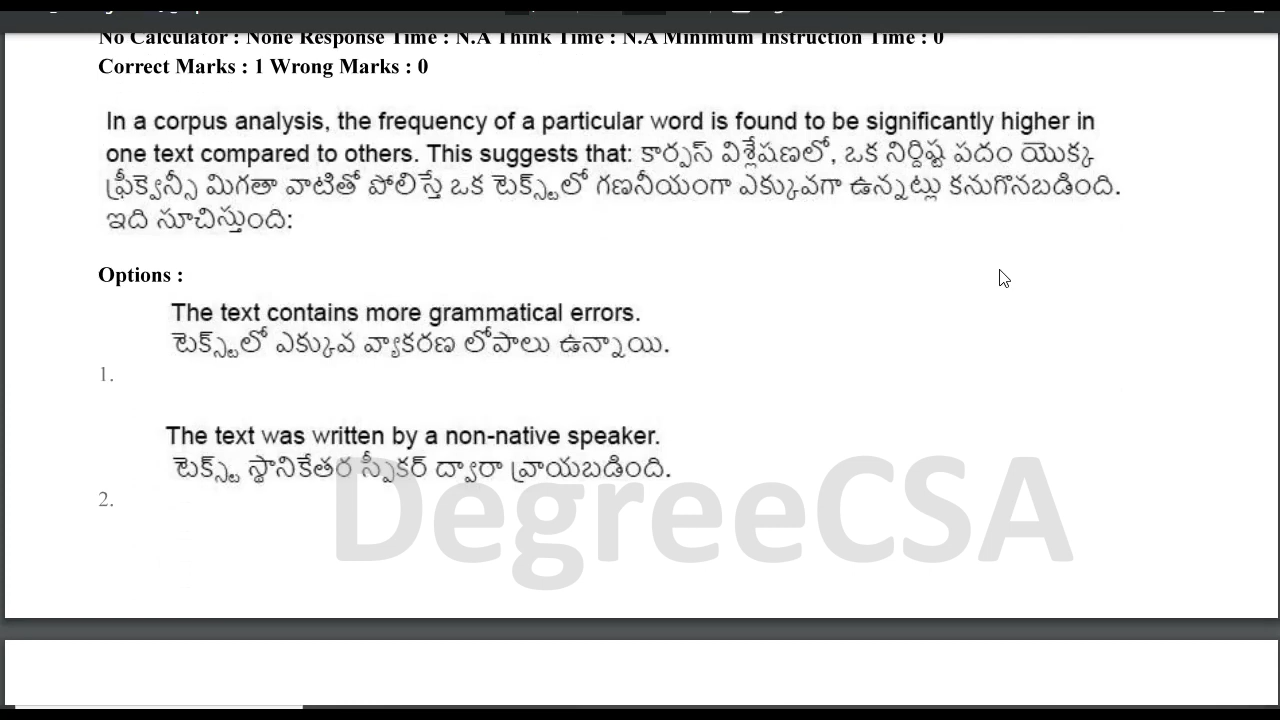 No Calculator : None Response Time : N.A Think Time : N.A Minimum Instruction Time : 0
Correct Marks : 1 Wrong Marks : 0
In a corpus analysis, the frequency of a particular word is found to be significantly higher in
one text compared to others. This suggests that: కార్పస్ విశ్లేషణలో, ఒక నిర్దిష్ట పదం యొక్క
ఫ్రీక్వెన్సీ మిగతా వాటితో పోలిస్తే ఒక టెక్స్ట్‌లో గణనీయంగా ఎక్కువగా ఉన్నట్లు కనుగొనబడింది.
ఇది సూచిస్తుంది:
Options :
The text contains more grammatical errors.
టెక్స్ట్‌లో ఎక్కువ వ్యాకరణ లోపాలు ఉన్నాయి.
1.
The text was written by a non-native speaker.
టెక్స్ట్ స్థానికేతర స్పీకర్ ద్వారా వ్రాయబడింది.
2.
DegreeCSA